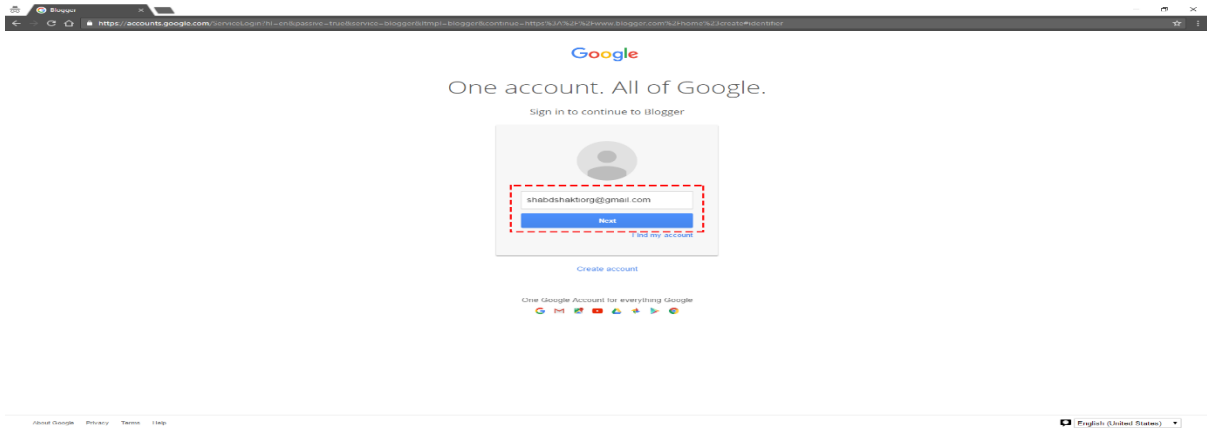 Blogger
https://accounts.google.com/ServiceLogin?hl=en&passive=true&service=blogger&ltmpl=blogger&continue=https%3A%2F%2Fwww.blogger.com%2Fhome%23create#identifier
Google
One account. All of Google.
Sign in to continue to Blogger
shabdshaktiorg@gmail.com
Next
Find my account
Create account
One Google Account for everything Google
About Google Privacy Terms Help
English (United States)